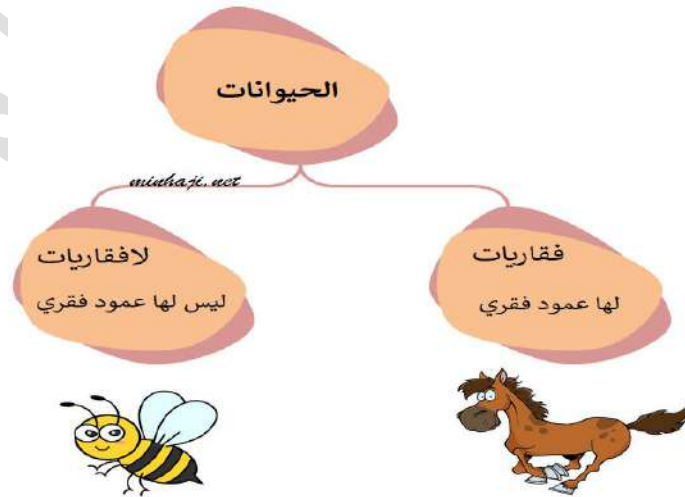 الحيوانات
minhaji.net
فقاريات
لها عمود فقري
لافقاريات
ليس لها عمود فقري